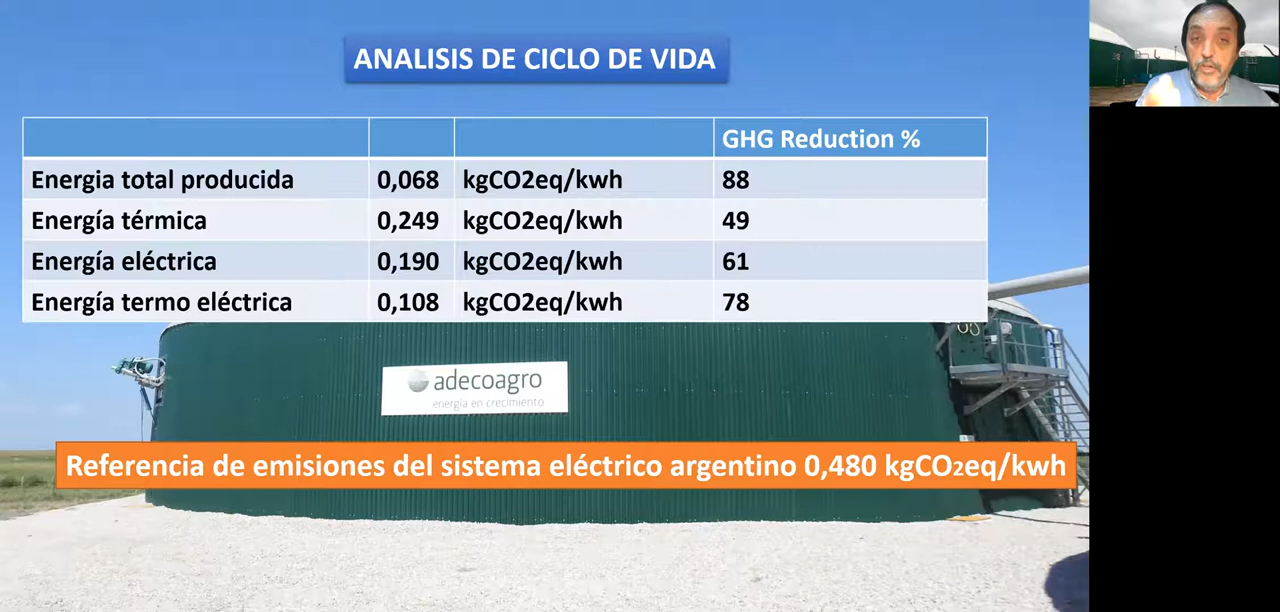 ANALISIS DE CICLO DE VIDA
GHG Reduction %
Energia total producida 0,068 kgCO2eq/kwh 88
Energía térmica 0,249 kgCO2eq/kwh 49
Energía eléctrica 0,190 kgCO2eq/kwh 61
Energía termo eléctrica 0,108 kgCO2eq/kwh 78
adecoagro
energía en crecimiento
Referencia de emisiones del sistema eléctrico argentino 0,480 kgCO₂eq/kwh